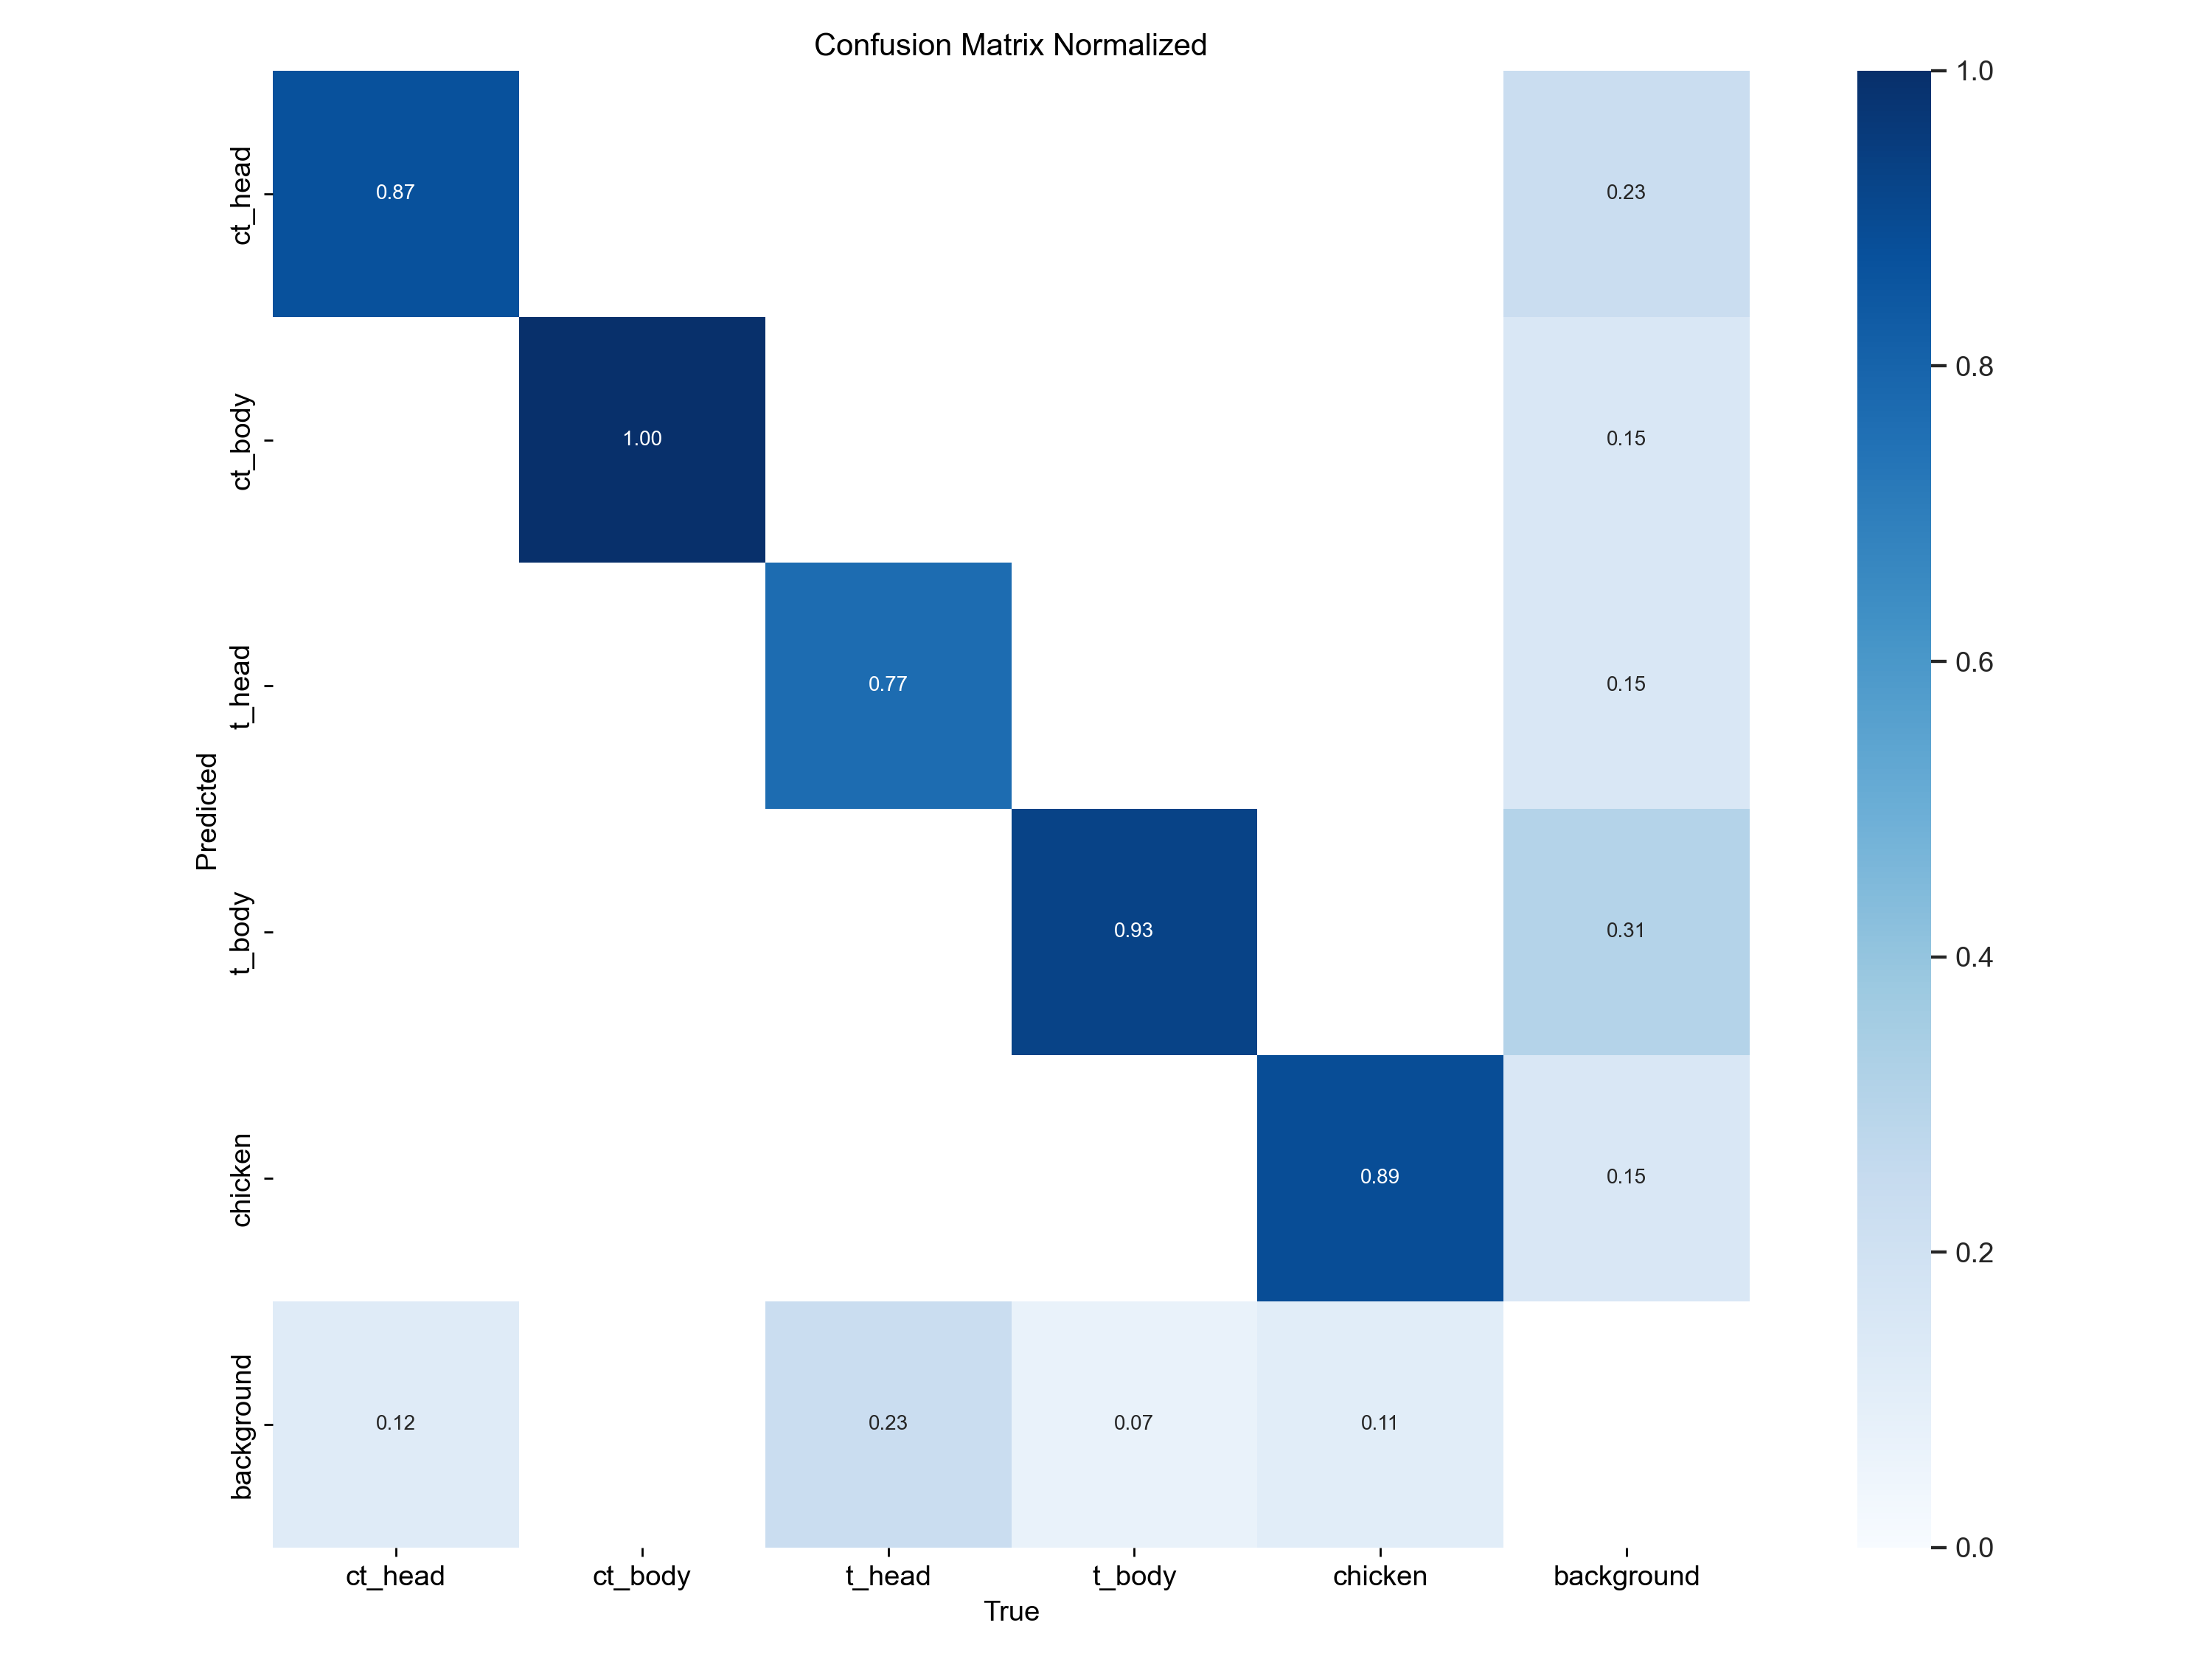 Confusion Matrix Normalized
ct_head
0.87
0.23
1.0
ct_body
1.00
0.15
0.8
t_head
0.77
0.15
0.6
Predicted
t_body
0.93
0.31
0.4
chicken
0.89
0.15
0.2
background
0.12
0.23
0.07
0.11
0.0
ct_head
ct_body
t_head
t_body
chicken
background
True